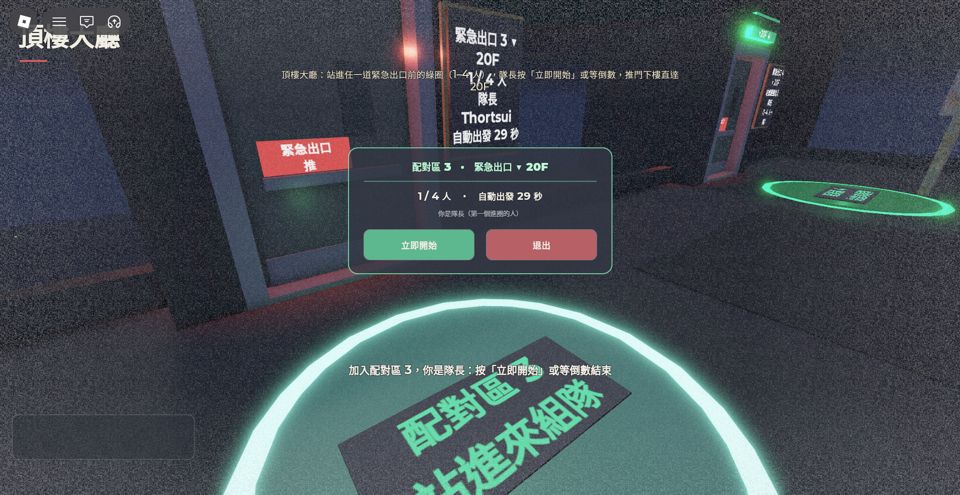 頂樓大廳
緊急出口 3 ▼
20F
1 / 4 人
隊長
Thortsui
自動出發 29 秒
頂樓大廳：站進任一道緊急出口前的綠圈（1–4 人），隊長按「立即開始」或等倒數，推門下樓直達
20F
緊急出口
推
配對區 3 • 緊急出口 ▼ 20F
1 / 4 人 • 自動出發 29 秒
你是隊長（第一個進圈的人）
立即開始
退出
加入配對區 3，你是隊長：按「立即開始」或等倒數結束
配對區 3
站進來組隊